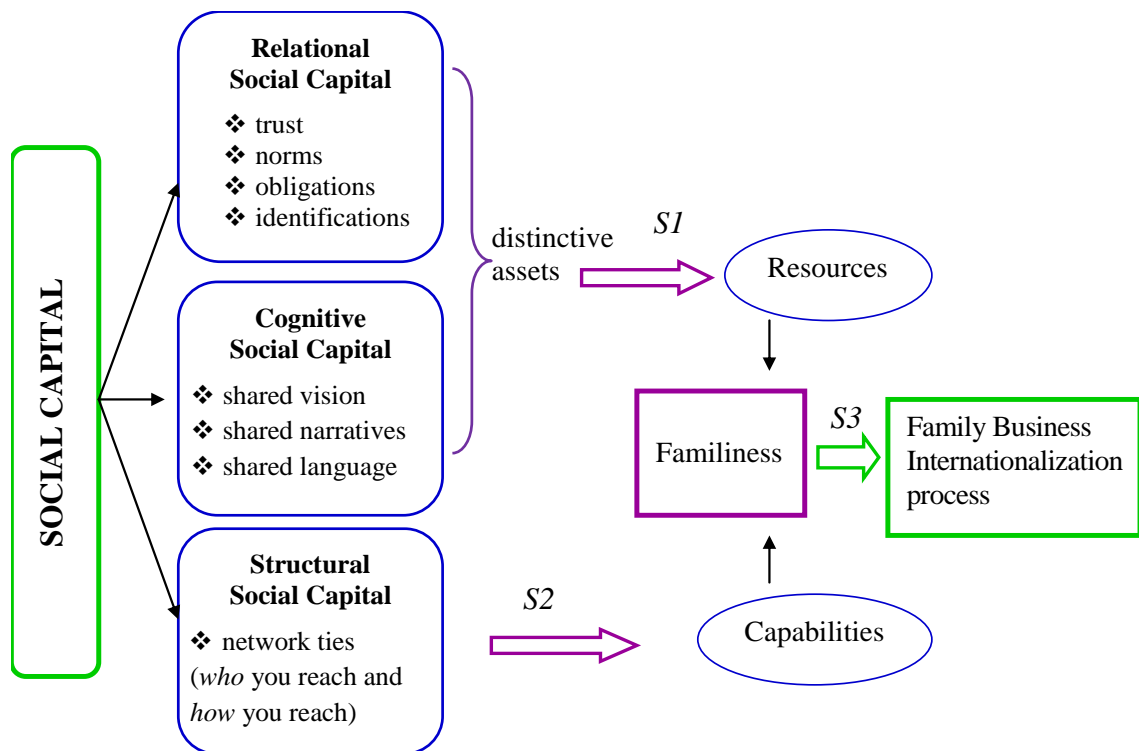 SOCIAL CAPITAL
Relational
Social Capital
❖ trust
❖ norms
❖ obligations
❖ identifications
Cognitive
Social Capital
❖ shared vision
❖ shared narratives
❖ shared language
Structural
Social Capital
❖ network ties
(who you reach and
how you reach)
distinctive
assets
S1
Resources
S2
Capabilities
Familiness
S3
Family Business
Internationalization
process